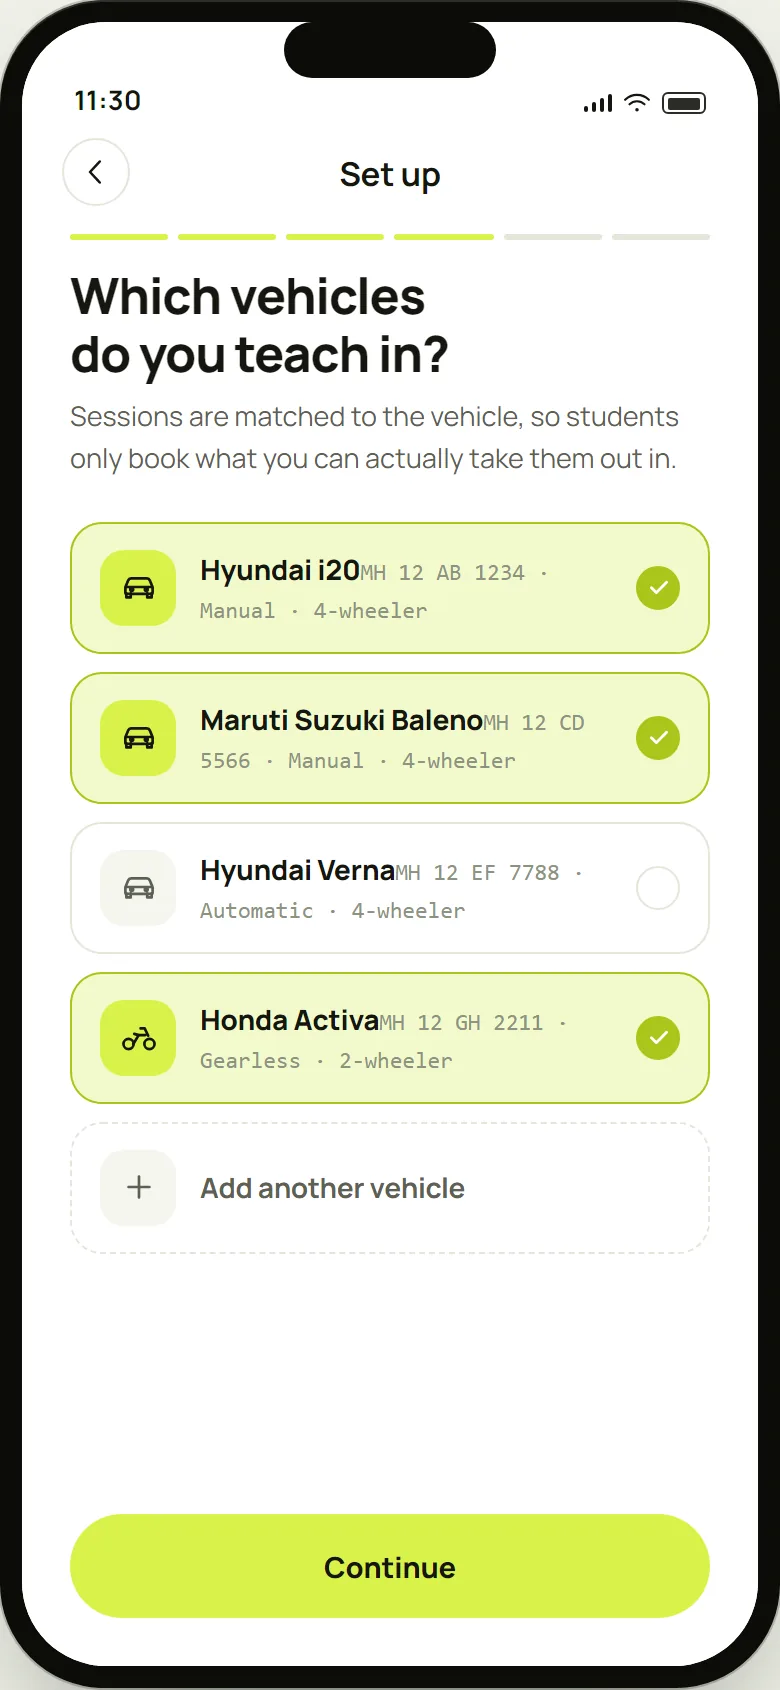 11:30
Set up
Which vehicles
do you teach in?
Sessions are matched to the vehicle, so students
only book what you can actually take them out in.
Hyundai i20MH 12 AB 1234 ·
Manual · 4-wheeler
Maruti Suzuki BalenoMH 12 CD
5566 · Manual · 4-wheeler
Hyundai VernaMH 12 EF 7788 ·
Automatic · 4-wheeler
Honda ActivaMH 12 GH 2211 ·
Gearless · 2-wheeler
Add another vehicle
Continue